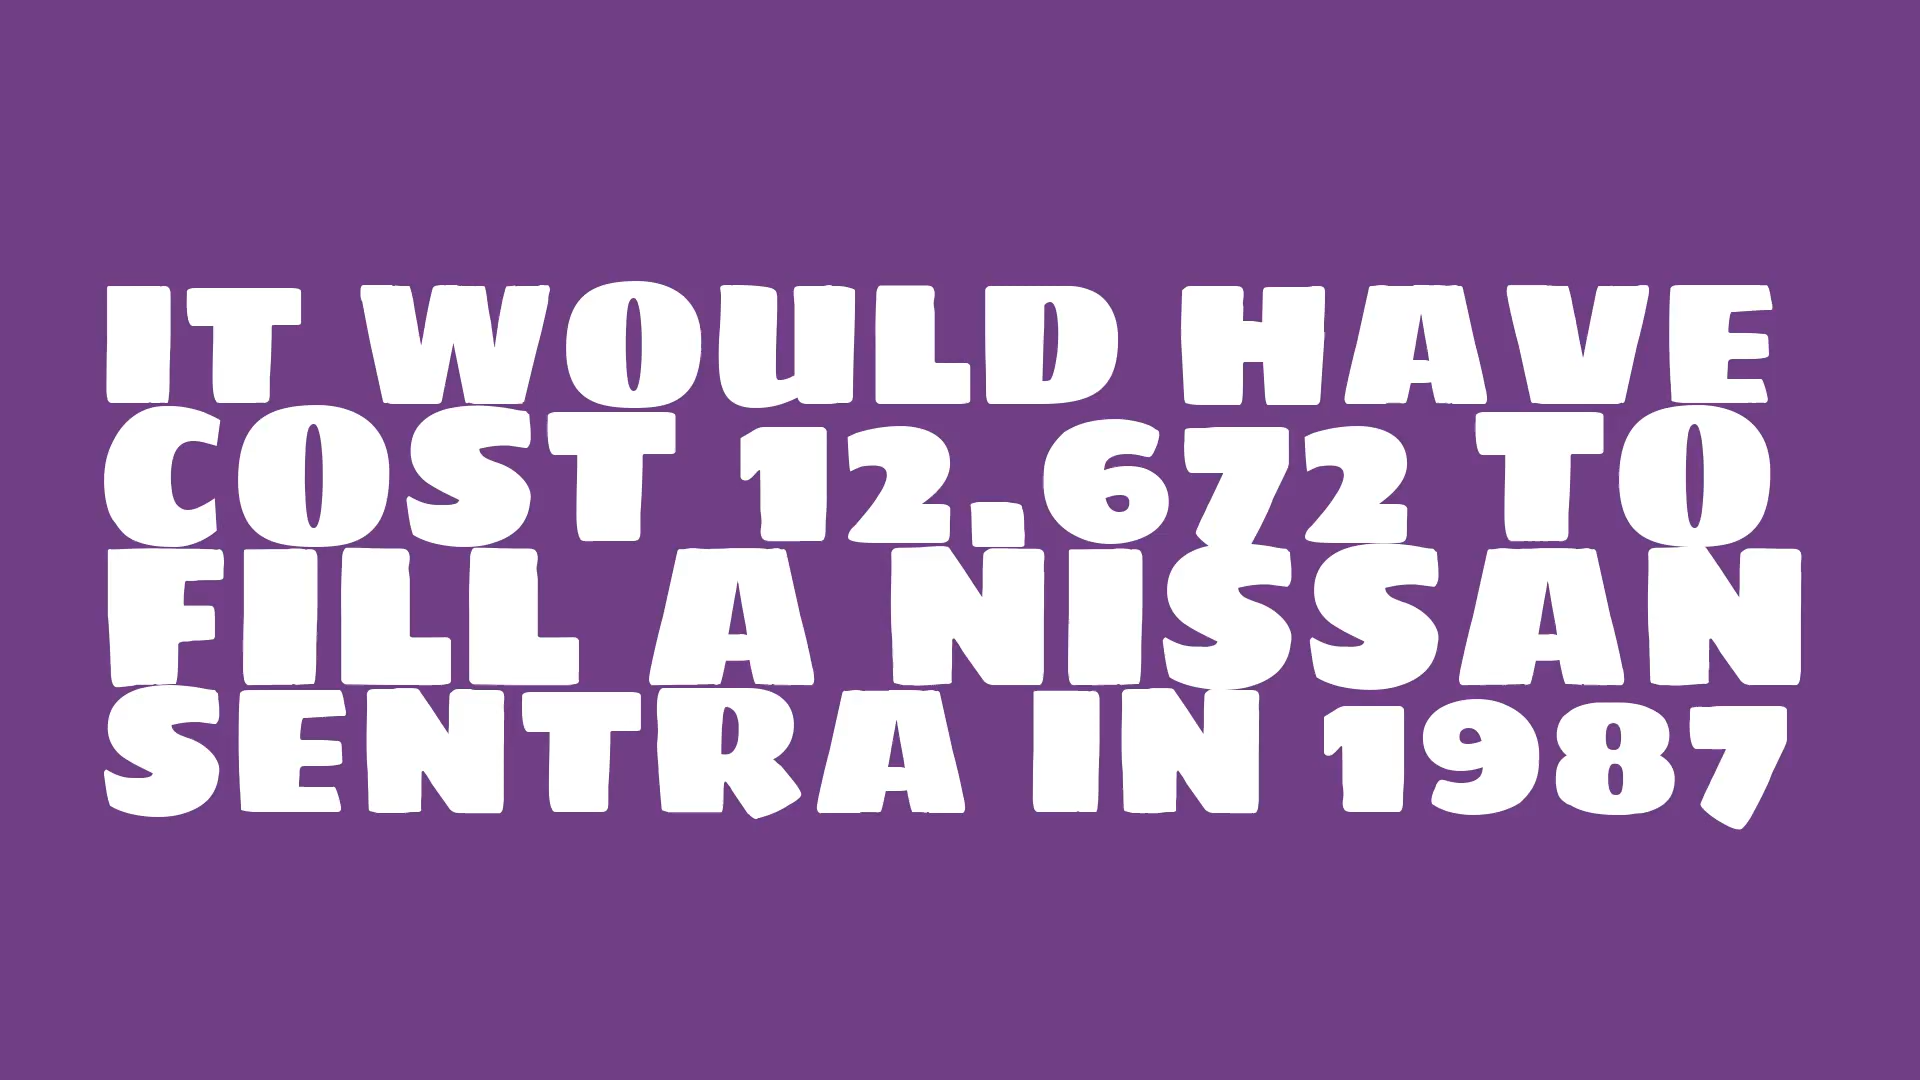 IT WOULD HAVE
COST 12.672 TO
FILL A NISSAN
SENTRA IN 1987